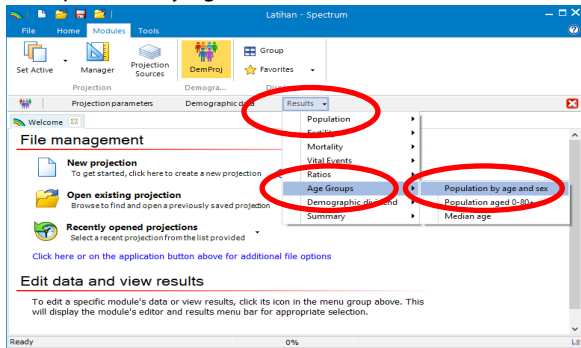 Latihan - Spectrum
File Home Modules Tools
Set Active Manager Projection Sources DemProj Group
Favorites
Projection Demogra...
Projection parameters Demographic data Results
Welcome
File management
New projection
To get started, click here to create a new projection
Open existing projection
Browse to find and open a previously saved projection
Recently opened projections
Select a recent projection from the list provided
Click here or on the application button above for additional file options
Edit data and view results
To edit a specific module's data or view results, click its icon in the menu group above. This
will display the module's editor and results menu bar for appropriate selection.
Population
Fertility
Mortality
Vital Events
Ratios
Age Groups
Demographic dividend
Summary
Population by age and sex
Population aged 0-80+
Median age
Ready 0%